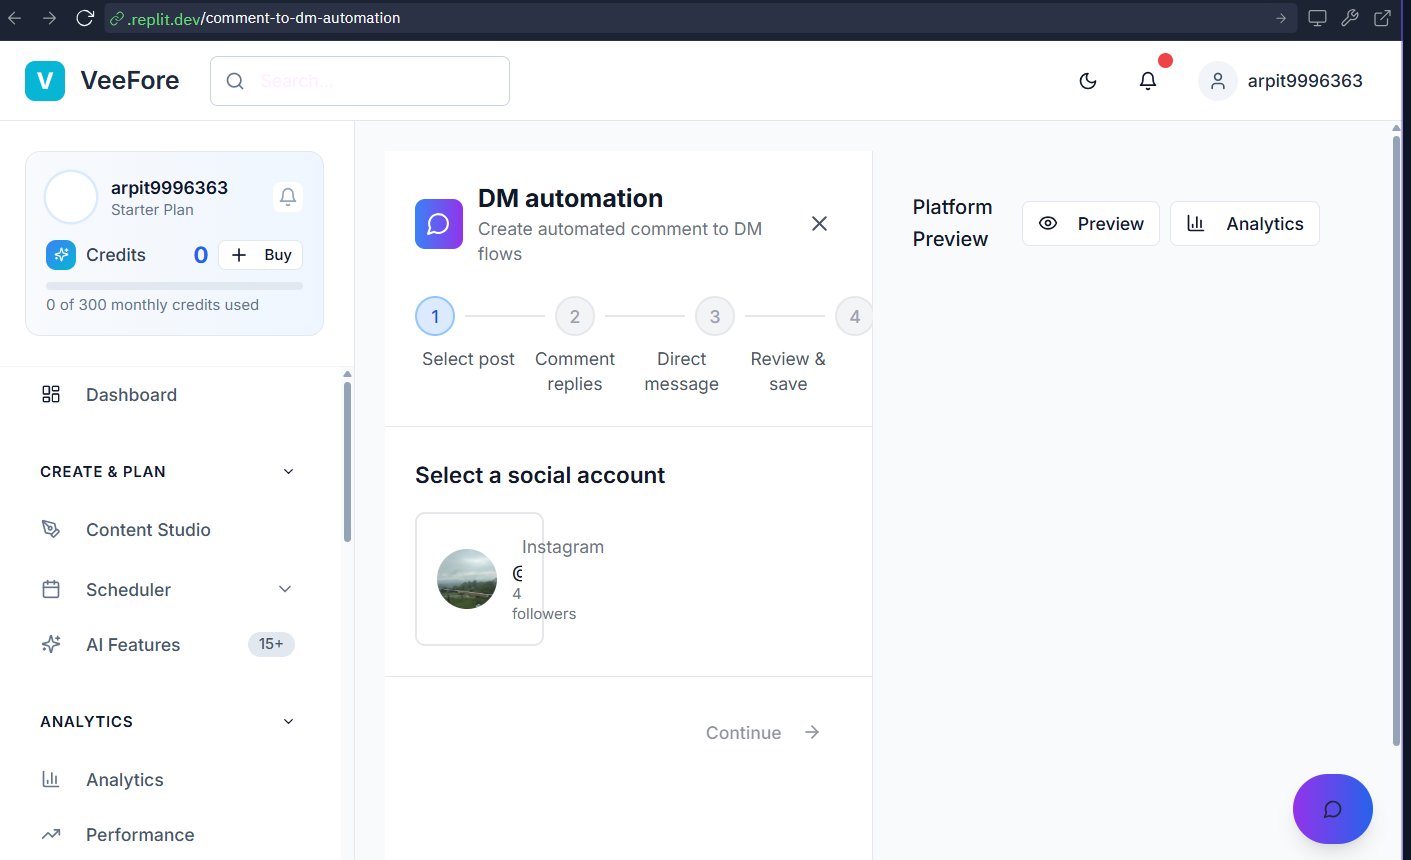 .replit.dev/comment-to-dm-automation
V VeeFore
Search...
arpit9996363
arpit9996363
Starter Plan
Credits 0 + Buy
0 of 300 monthly credits used
Dashboard
CREATE & PLAN
Content Studio
Scheduler
AI Features 15+
ANALYTICS
Analytics
Performance
DM automation
Create automated comment to DM
flows
1 2 3 4
Select post
Comment
replies
Direct
message
Review &
save
Select a social account
Instagram
4
followers
Continue
Platform
Preview
Preview
Analytics